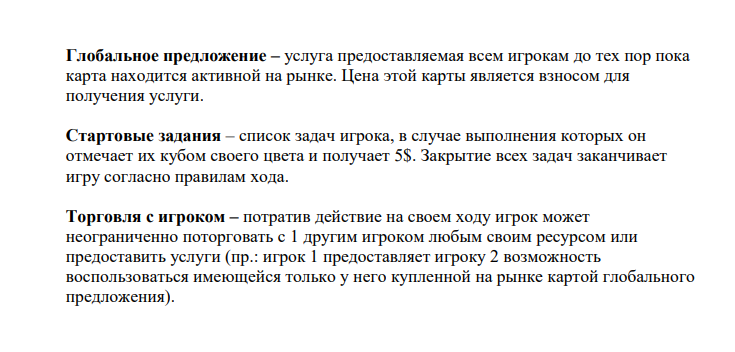 Глобальное предложение – услуга предоставляемая всем игрокам до тех пор пока
карта находится активной на рынке. Цена этой карты является взносом для
получения услуги.
Стартовые задания – список задач игрока, в случае выполнения которых он
отмечает их кубом своего цвета и получает 5$. Закрытие всех задач заканчивает
игру согласно правилам хода.
Торговля с игроком – потратив действие на своем ходу игрок может
неограниченно поторговать с 1 другим игроком любым своим ресурсом или
предоставить услуги (пр.: игрок 1 предоставляет игроку 2 возможность
воспользоваться имеющейся только у него купленной на рынке картой глобального
предложения).